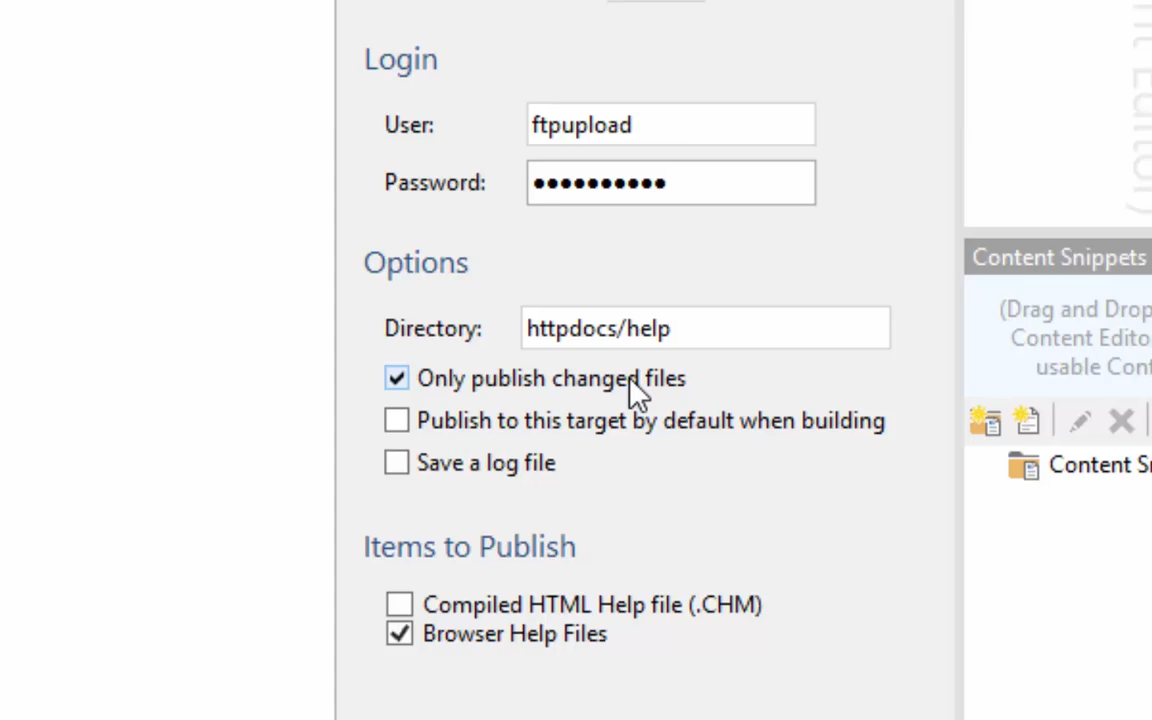 Login
User: ftpupload
Password: ••••••••••
Options
Directory: httpdocs/help
Only publish changed files
Publish to this target by default when building
Save a log file
Items to Publish
Compiled HTML Help file (.CHM)
Browser Help Files
Editor)
Content Snippets
(Drag and Drop
Content Edito
usable Cont
Content Sn